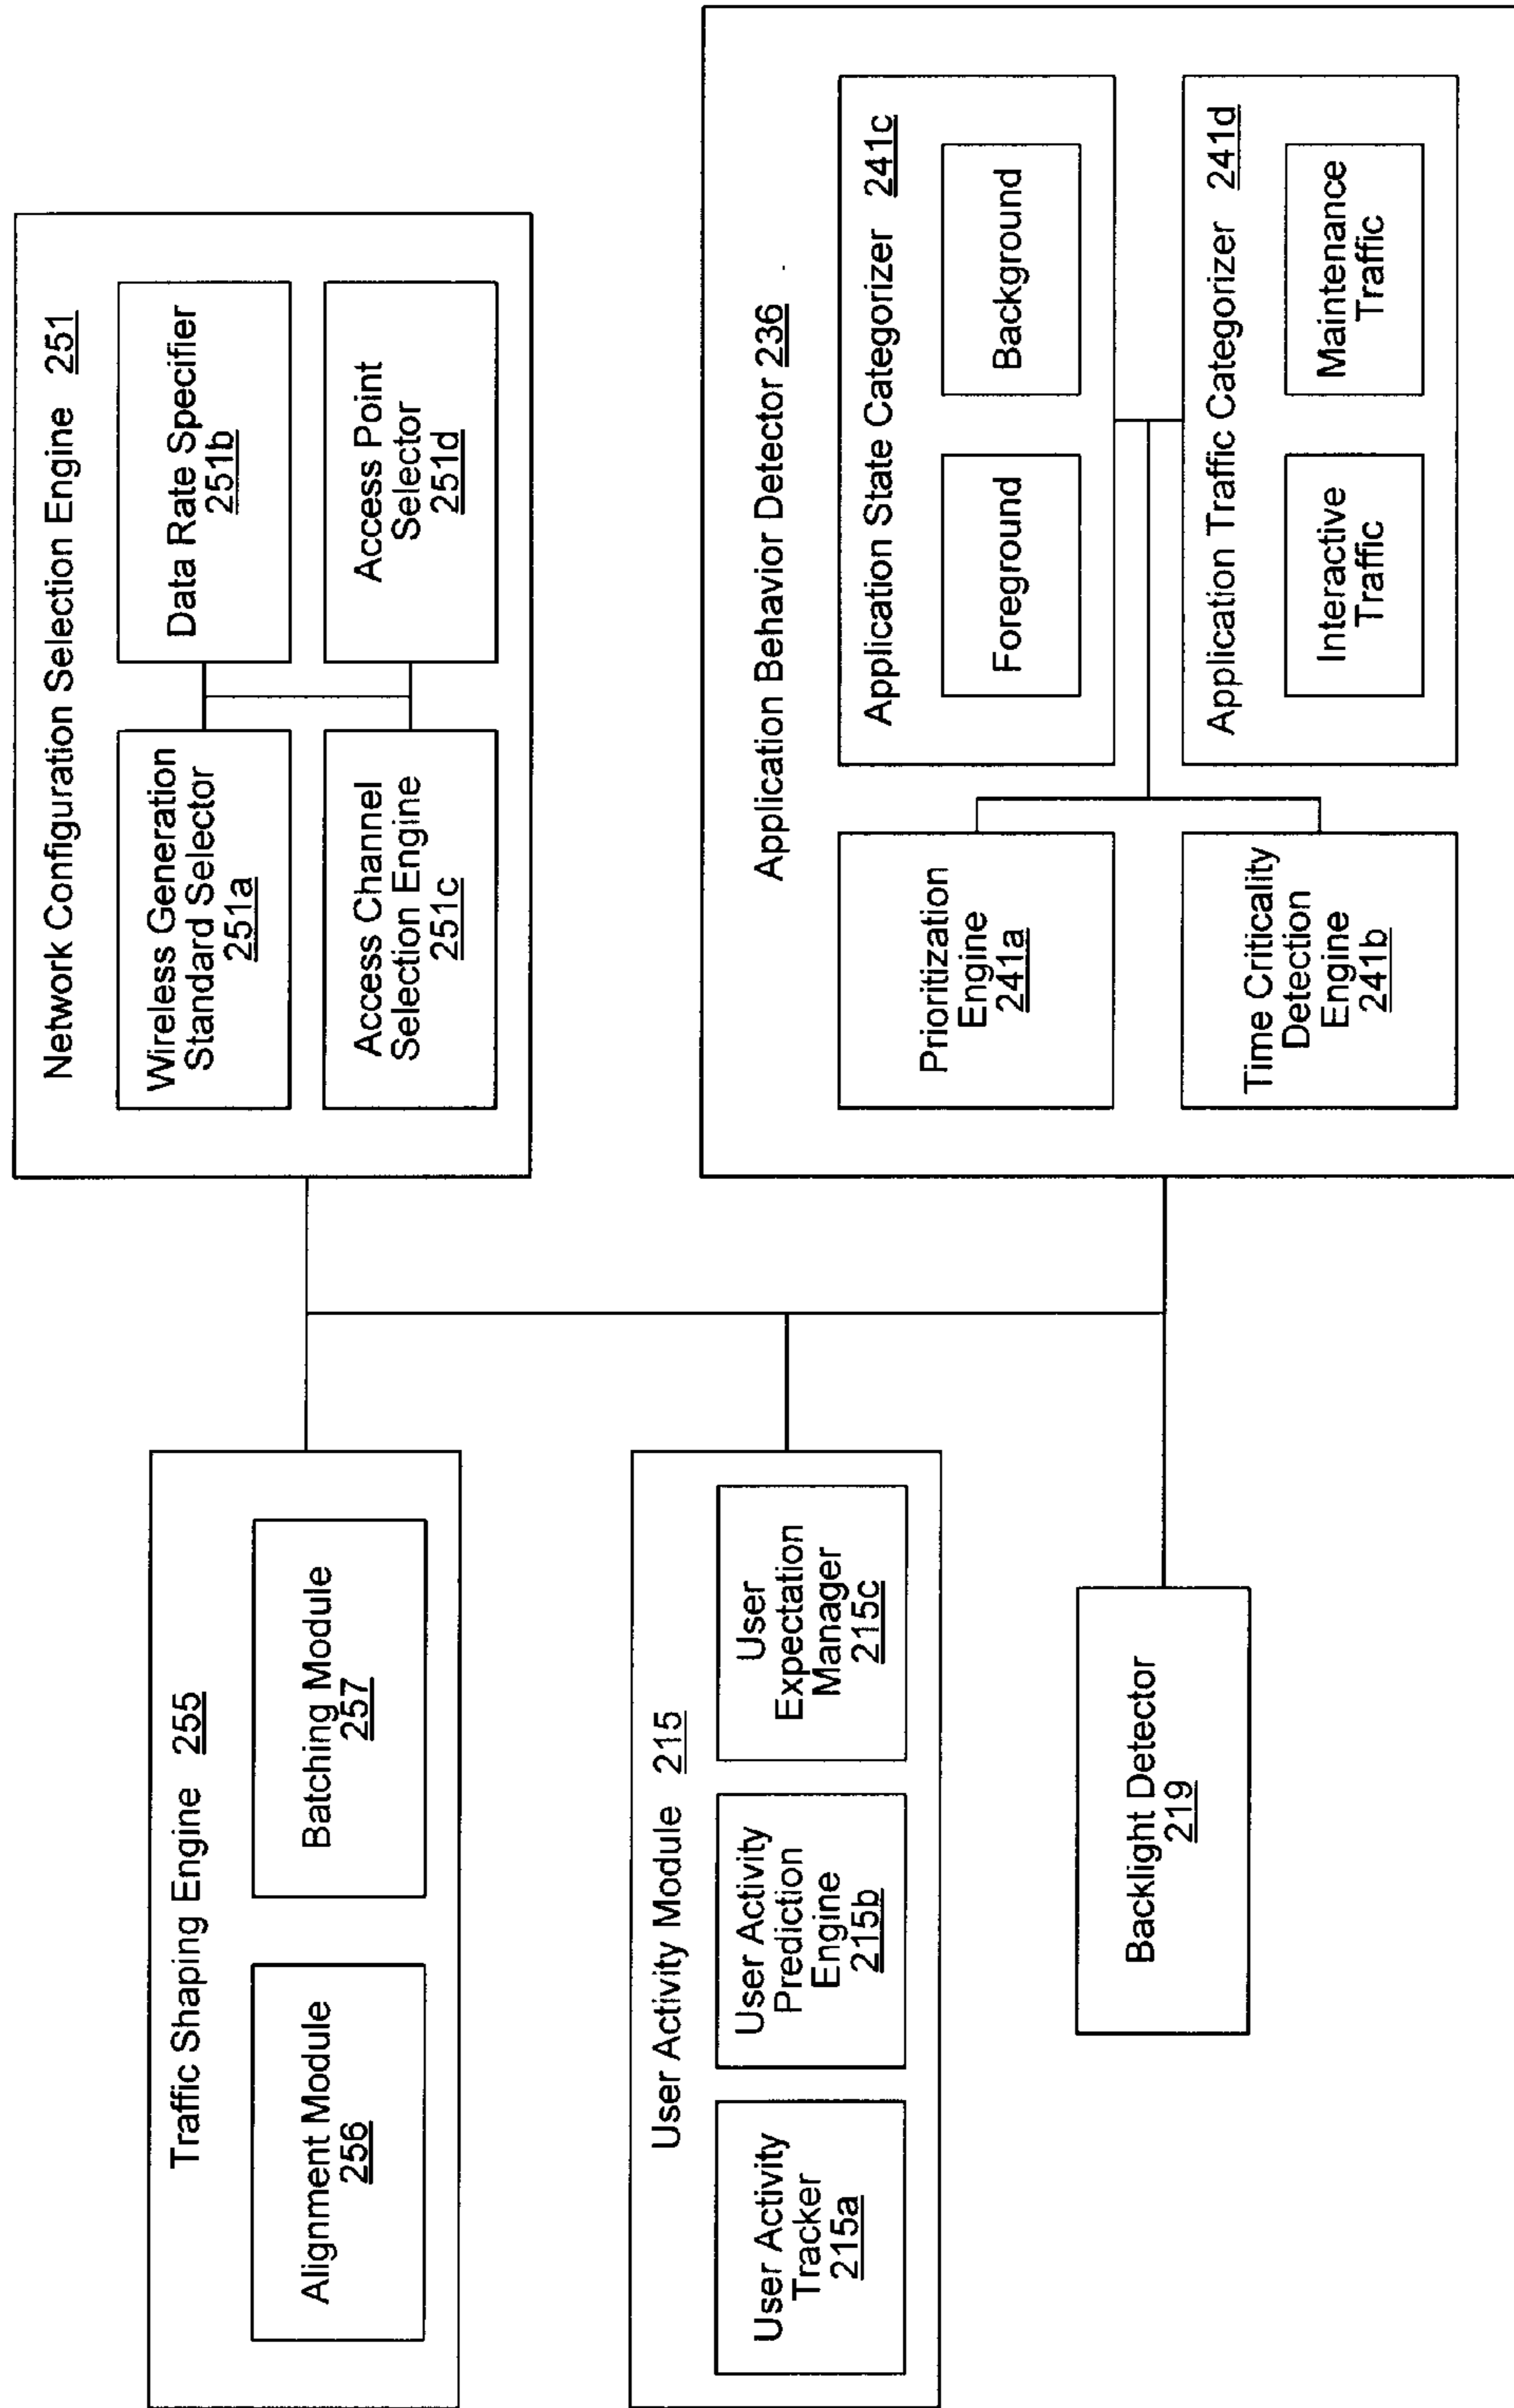 Traffic Shaping Engine 255
Alignment Module
256
Batching Module
257
User Activity Module 215
User Activity
Tracker
215a
User Activity
Prediction
Engine
215b
User
Expectation
Manager
215c
Backlight Detector
219
Network Configuration Selection Engine 251
Wireless Generation
Standard Selector
251a
Data Rate Specifier
251b
Access Channel
Selection Engine
251c
Access Point
Selector
251d
Application Behavior Detector 236
Prioritization
Engine
241a
Time Criticality
Detection
Engine
241b
Application State Categorizer 241c
Foreground
Background
Application Traffic Categorizer 241d
Interactive
Traffic
Maintenance
Traffic